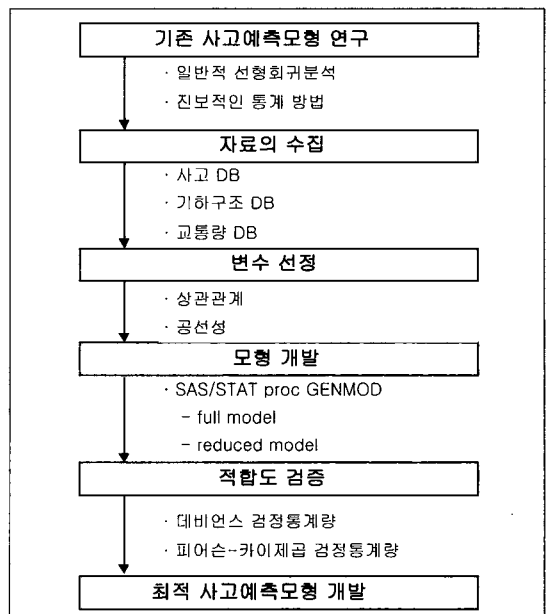 기존 사고예측모형 연구
· 일반적 선형회귀분석
· 진보적인 통계 방법
자료의 수집
· 사고 DB
· 기하구조 DB
· 교통량 DB
변수 선정
· 상관관계
· 공선성
모형 개발
· SAS/STAT proc GENMOD
- full model
- reduced model
적합도 검증
· 데비언스 검정통계량
· 피어슨-카이제곱 검정통계량
최적 사고예측모형 개발